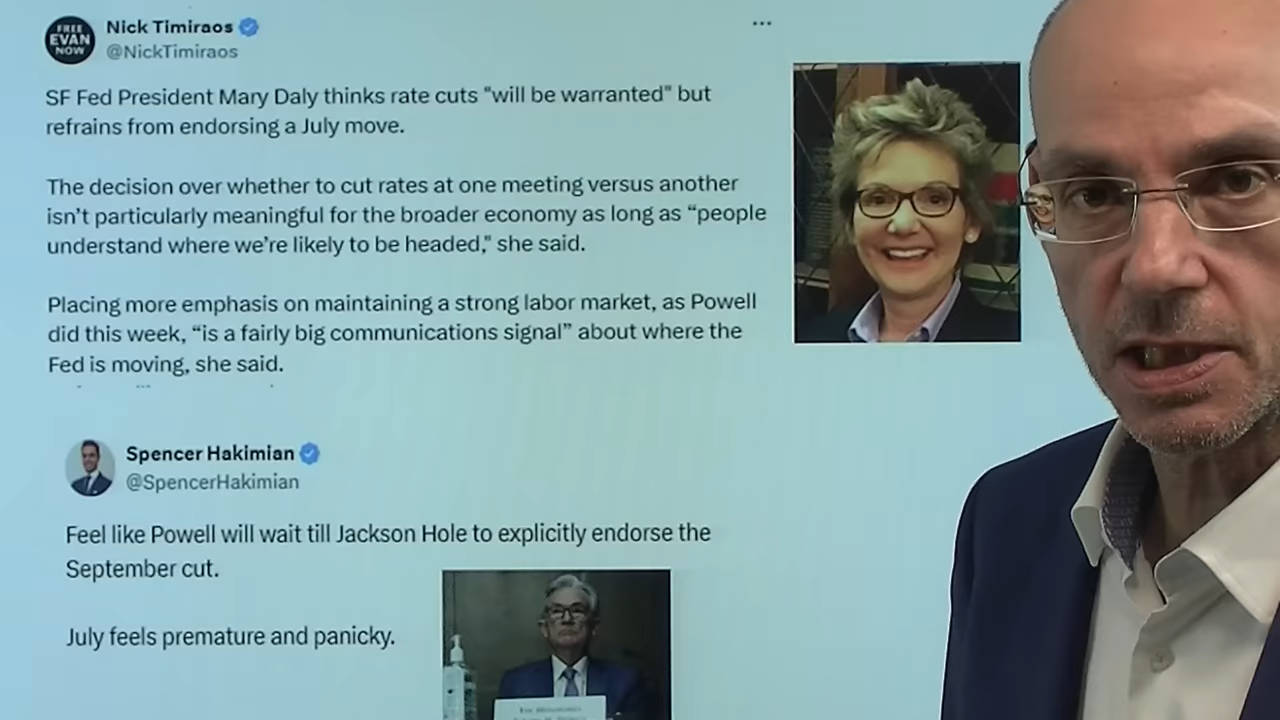 FREE
EVAN
NOW
Nick Timiraos
@NickTimiraos
SF Fed President Mary Daly thinks rate cuts "will be warranted" but
refrains from endorsing a July move.
The decision over whether to cut rates at one meeting versus another
isn't particularly meaningful for the broader economy as long as “people
understand where we’re likely to be headed,” she said.
Placing more emphasis on maintaining a strong labor market, as Powell
did this week, “is a fairly big communications signal” about where the
Fed is moving, she said.
Spencer Hakimian
@SpencerHakimian
Feel like Powell will wait till Jackson Hole to explicitly endorse the
September cut.
July feels premature and panicky.